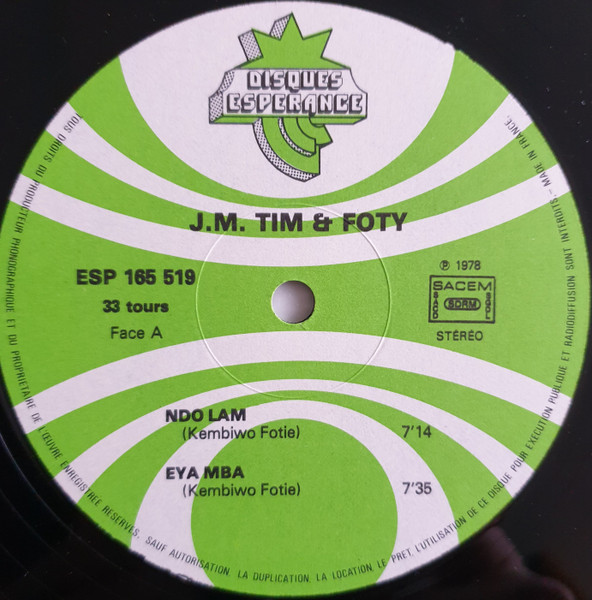 DISQUES
ESPERANCE
J.M. TIM & FOTY
ESP 165 519
33 tours
Face A
℗ 1978
SACEM
SACD
SDRM
SGDL
STÉRÉO
NDO LAM
(Kembiwo Fotie) 7'14
EYA MBA
(Kembiwo Fotie) 7'35
TOUS DROITS DU PRODUCTEUR PHONOGRAPHIQUE ET DU PROPRIETAIRE DE L'ŒUVRE ENREGISTREE RESERVES. SAUF AUTORISATION, LA DUPLICATION, LA LOCATION, LE PRET, L'UTILISATION DE CE DISQUE POUR EXECUTION PUBLIQUE ET RADIODIFFUSION SONT INTERDITS. – MADE IN FRANCE.